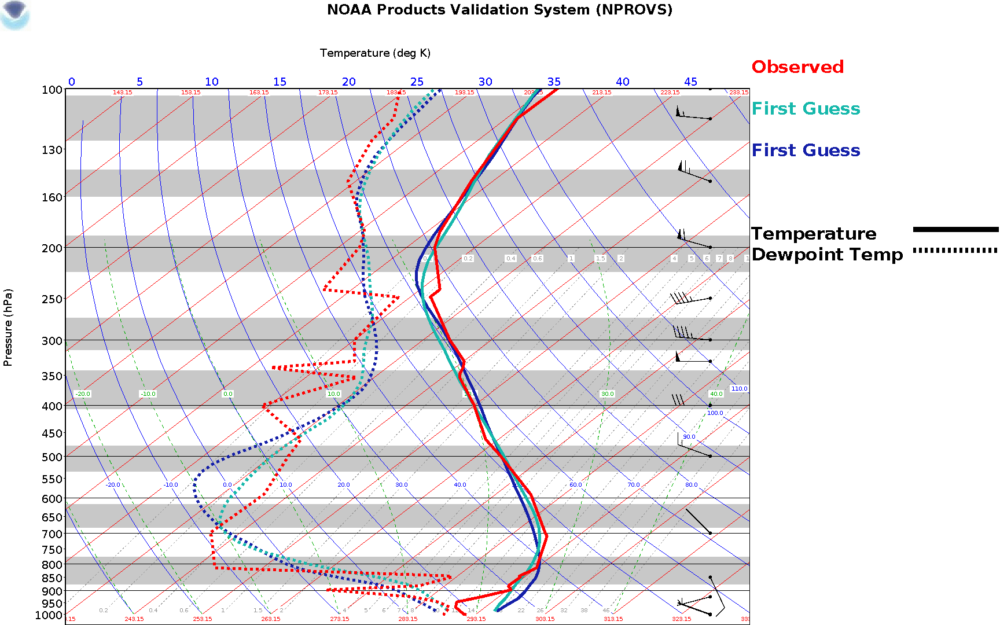 NOAA Products Validation System (NPROVS)
Temperature (deg K)
0 5 10 15 20 25 30 35 40 45
Observed
100
143.15 153.15 163.15 173.15 183.15 193.15 203.15 213.15 223.15 233.15
First Guess
130
First Guess
160
Temperature
200
Dewpoint Temp
0.2 0.4 0.6 1 1.5 2 4 5 6 7 8
250
Pressure (hPa)
300
350
110.0
-20.0 -10.0 0.0 10.0 30.0 40.0
400
100.0
450
90.0
500
550
-20.0 -10.0 0.0 10.0 20.0 30.0 40.0 60.0 70.0 80.0
600
650
700
750
800
850
900
950
0.2 0.4 0.6 1 1.5 2 4 5 6 7 8 10 12 14 22 26 32 38 46
1000
243.15 253.15 263.15 273.15 283.15 293.15 303.15 313.15 323.15